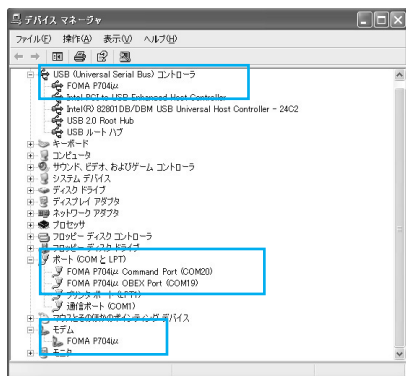 デバイス マネージャ
ファイル(F) 操作(A) 表示(V) ヘルプ(H)
USB (Universal Serial Bus) コントローラ
FOMA P704iμ
Intel PCI to USB Enhanced Host Controller
Intel(R) 82801DB/DBM USB Universal Host Controller - 24C2
USB 2.0 Root Hub
USB ルート ハブ
キーボード
コンピュータ
サウンド、ビデオ、およびゲーム コントローラ
システム デバイス
ディスク ドライブ
ディスプレイ アダプタ
ネットワーク アダプタ
プロセッサ
フロッピー ディスク コントローラ
フロッピー ディスク ドライブ
ポート (COM と LPT)
FOMA P704iμ Command Port (COM20)
FOMA P704iμ OBEX Port (COM19)
プリンタ ポート (LPT1)
通信ポート (COM1)
マウスとそのほかのポインティング デバイス
モデム
FOMA P704iμ
モニタ